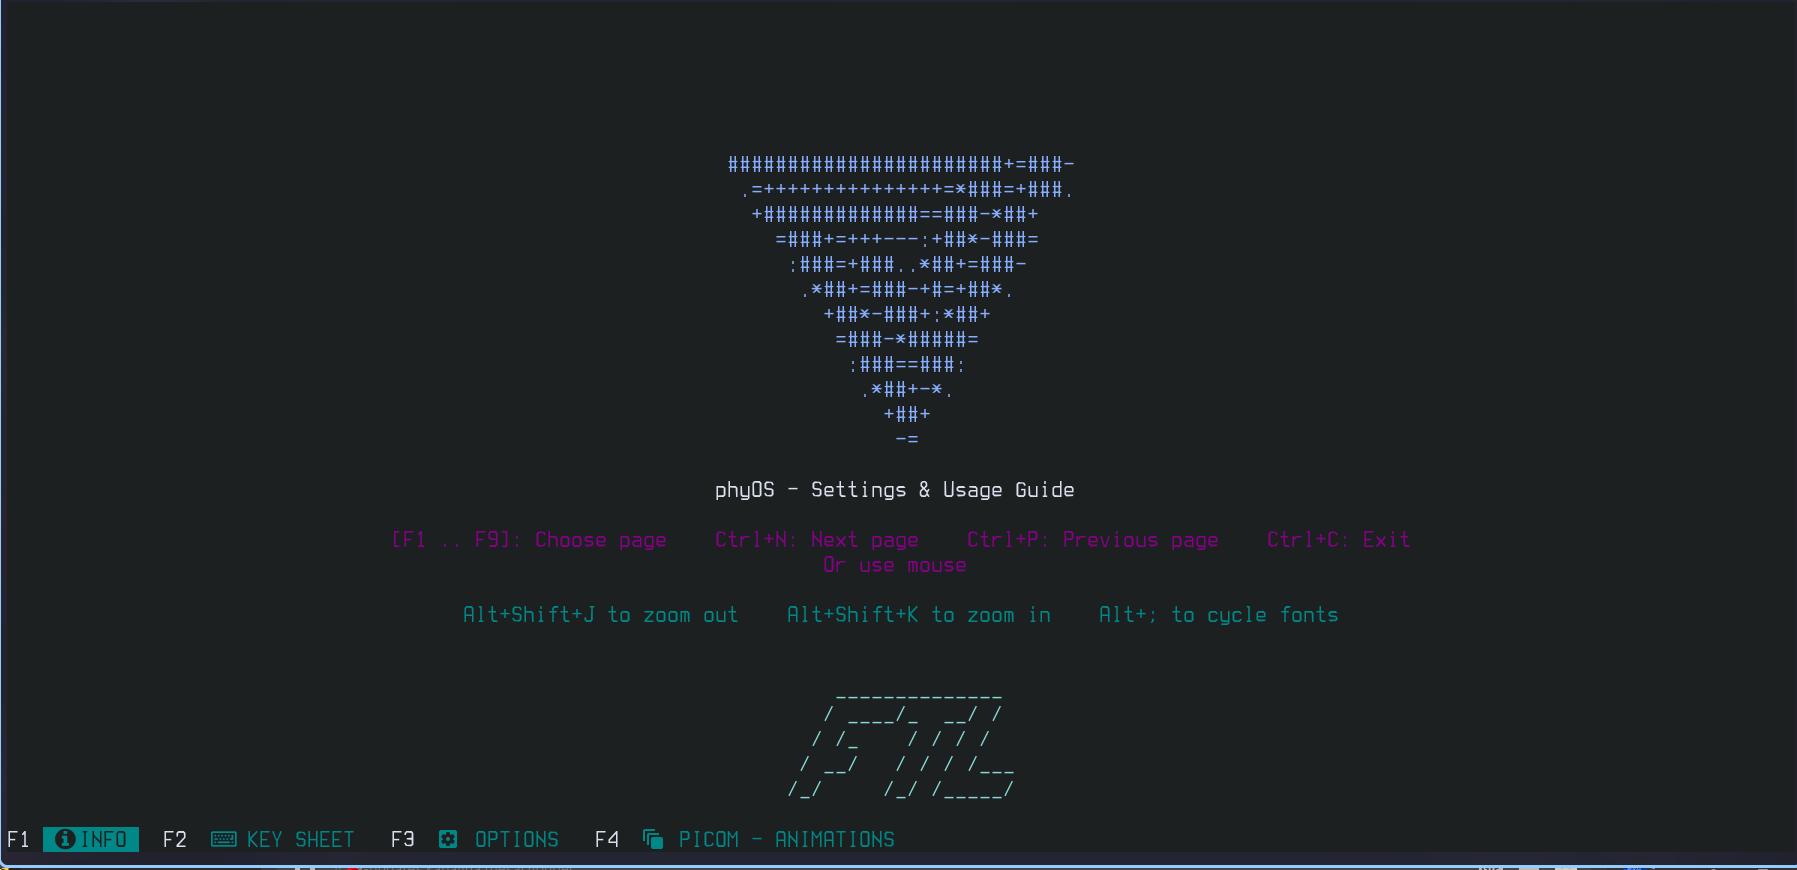 #######################+=###-
.=+++++++++++++++=*###=+###.
+#############==###-*##+
=###+=+++---:+##*-###=
:###=+###..*##+=###-
.*##+=###-+#=+##*.
+##*-###+:*##+
=###-*#####=
:###==###:
.*##+-*.
+##+
-=
phyOS - Settings & Usage Guide
[F1 .. F9]: Choose page    Ctrl+N: Next page    Ctrl+P: Previous page    Ctrl+C: Exit
Or use mouse
Alt+Shift+J to zoom out    Alt+Shift+K to zoom in    Alt+; to cycle fonts
FTL
F1 INFO F2 KEY SHEET F3 OPTIONS F4 PICOM - ANIMATIONS